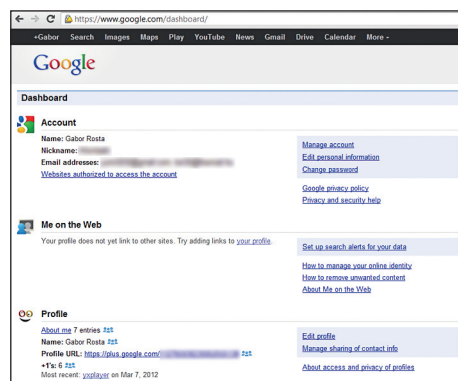 https://www.google.com/dashboard/
+Gabor Search Images Maps Play YouTube News Gmail Drive Calendar More -
Google
Dashboard
Account
Name: Gabor Rosta
Nickname:
Email addresses:
Websites authorized to access the account
Manage account
Edit personal information
Change password
Google privacy policy
Privacy and security help
Me on the Web
Your profile does not yet link to other sites. Try adding links to your profile.
Set up search alerts for your data
How to manage your online identity
How to remove unwanted content
About Me on the Web
Profile
About me 7 entries
Name: Gabor Rosta
Profile URL: https://plus.google.com/
+1's: 6
Most recent: yxplayer on Mar 7, 2012
Edit profile
Manage sharing of contact info
About access and privacy of profiles